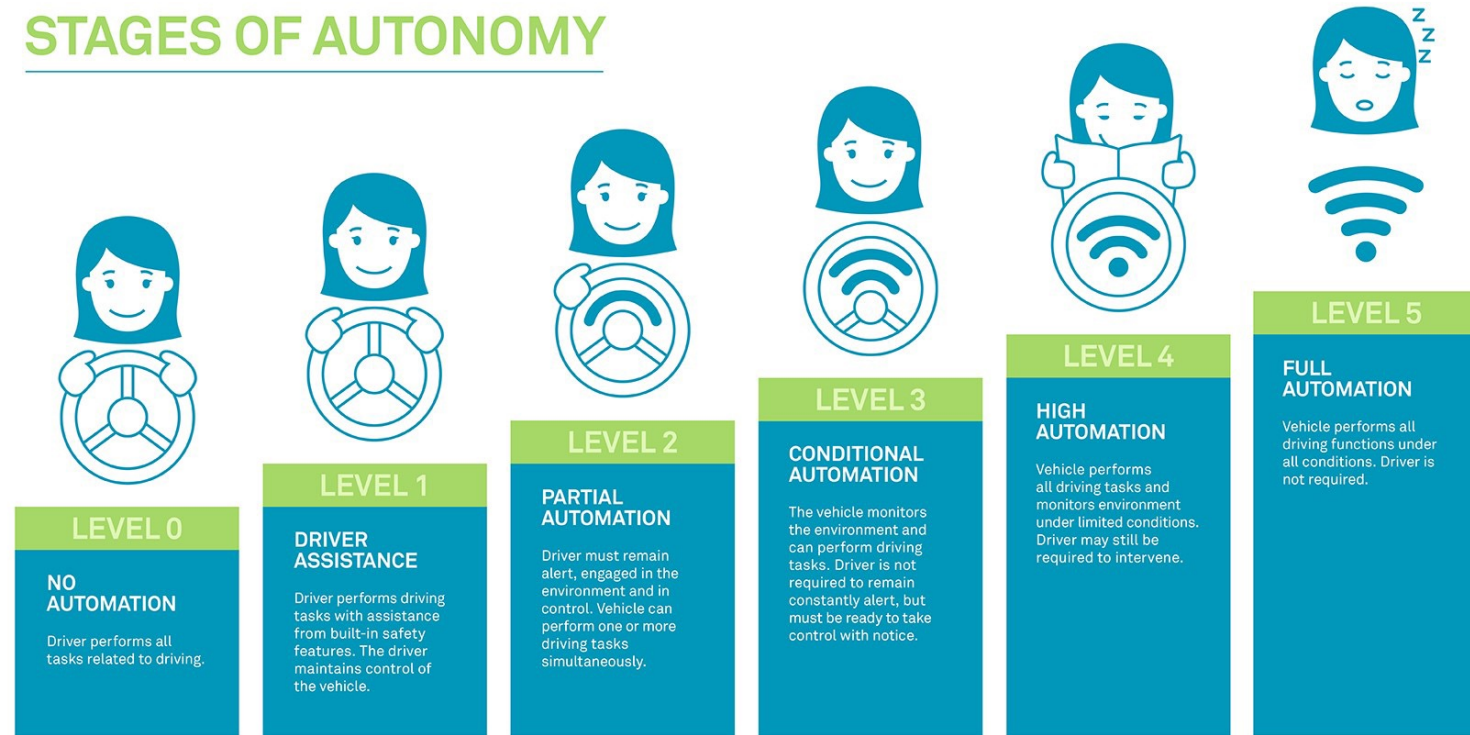 STAGES OF AUTONOMY
LEVEL 0
NO
AUTOMATION
Driver performs all
tasks related to driving.
LEVEL 1
DRIVER
ASSISTANCE
Driver performs driving
tasks with assistance
from built-in safety
features. The driver
maintains control of
the vehicle.
LEVEL 2
PARTIAL
AUTOMATION
Driver must remain
alert, engaged in the
environment and in
control. Vehicle can
perform one or more
driving tasks
simultaneously.
LEVEL 3
CONDITIONAL
AUTOMATION
The vehicle monitors
the environment and
can perform driving
tasks. Driver is not
required to remain
constantly alert, but
must be ready to take
control with notice.
LEVEL 4
HIGH
AUTOMATION
Vehicle performs
all driving tasks and
monitors environment
under limited conditions.
Driver may still be
required to intervene.
Z
Z
Z
LEVEL 5
FULL
AUTOMATION
Vehicle performs all
driving functions under
all conditions. Driver is
not required.